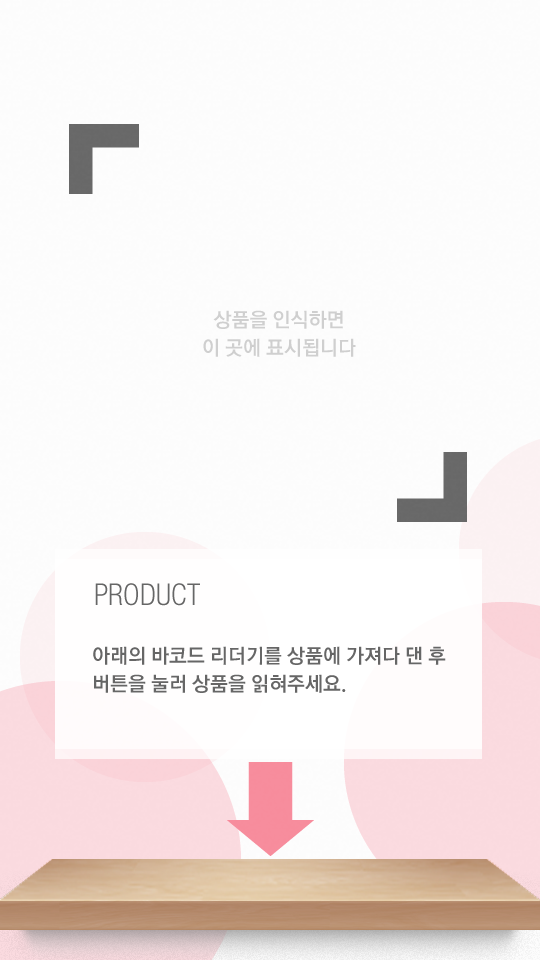 상품을 인식하면
이 곳에 표시됩니다
PRODUCT
아래의 바코드 리더기를 상품에 가져다 댄 후
버튼을 눌러 상품을 읽혀주세요.